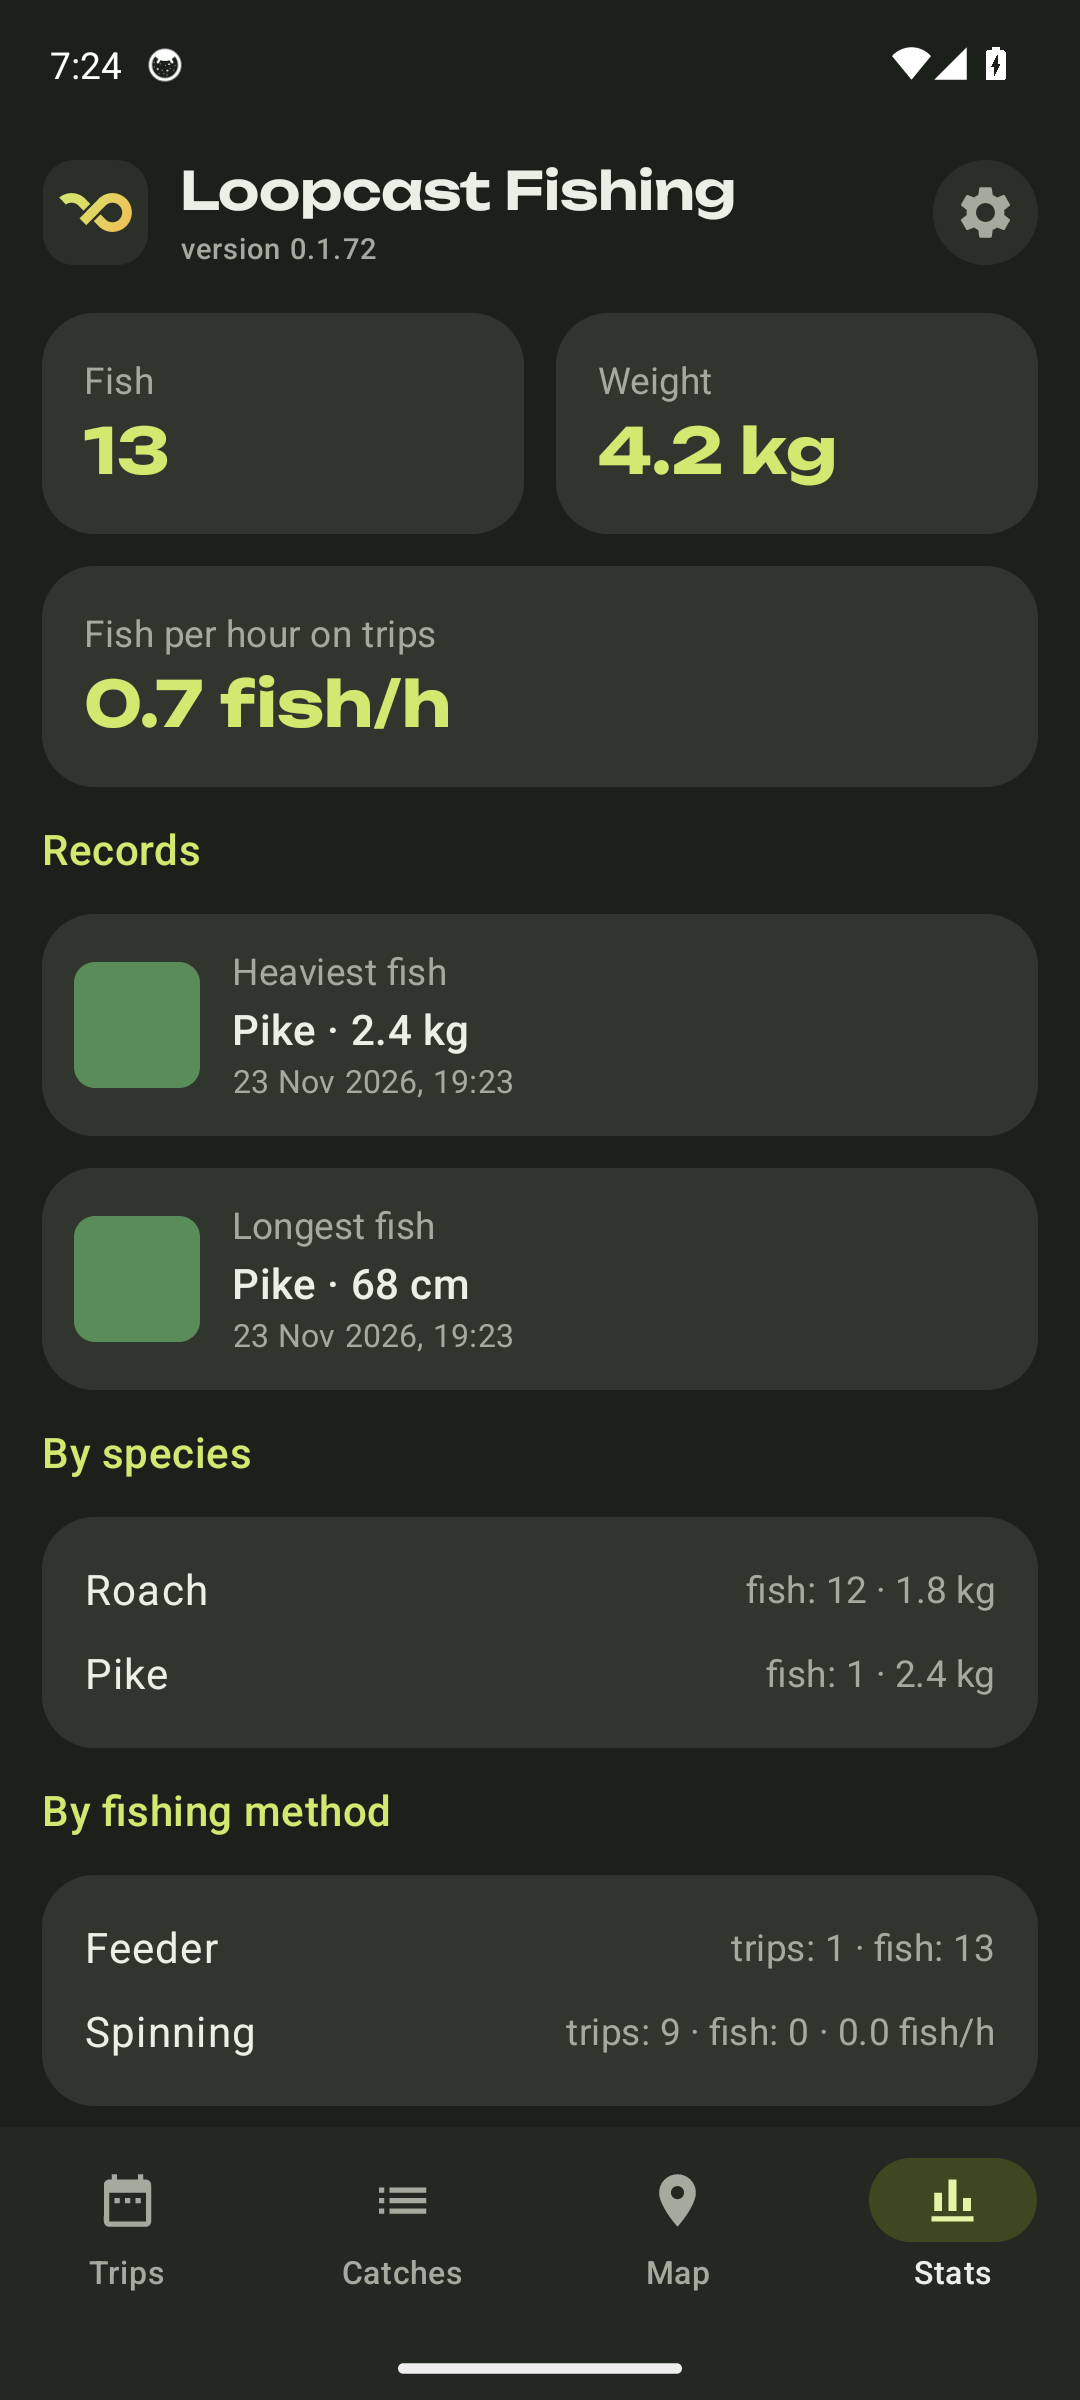 7:24
Loopcast Fishing
version 0.1.72
Fish
13
Weight
4.2 kg
Fish per hour on trips
0.7 fish/h
Records
Heaviest fish
Pike · 2.4 kg
23 Nov 2026, 19:23
Longest fish
Pike · 68 cm
23 Nov 2026, 19:23
By species
Roach
fish: 12 · 1.8 kg
Pike
fish: 1 · 2.4 kg
By fishing method
Feeder
trips: 1 · fish: 13
Spinning
trips: 9 · fish: 0 · 0.0 fish/h
Trips
Catches
Map
Stats